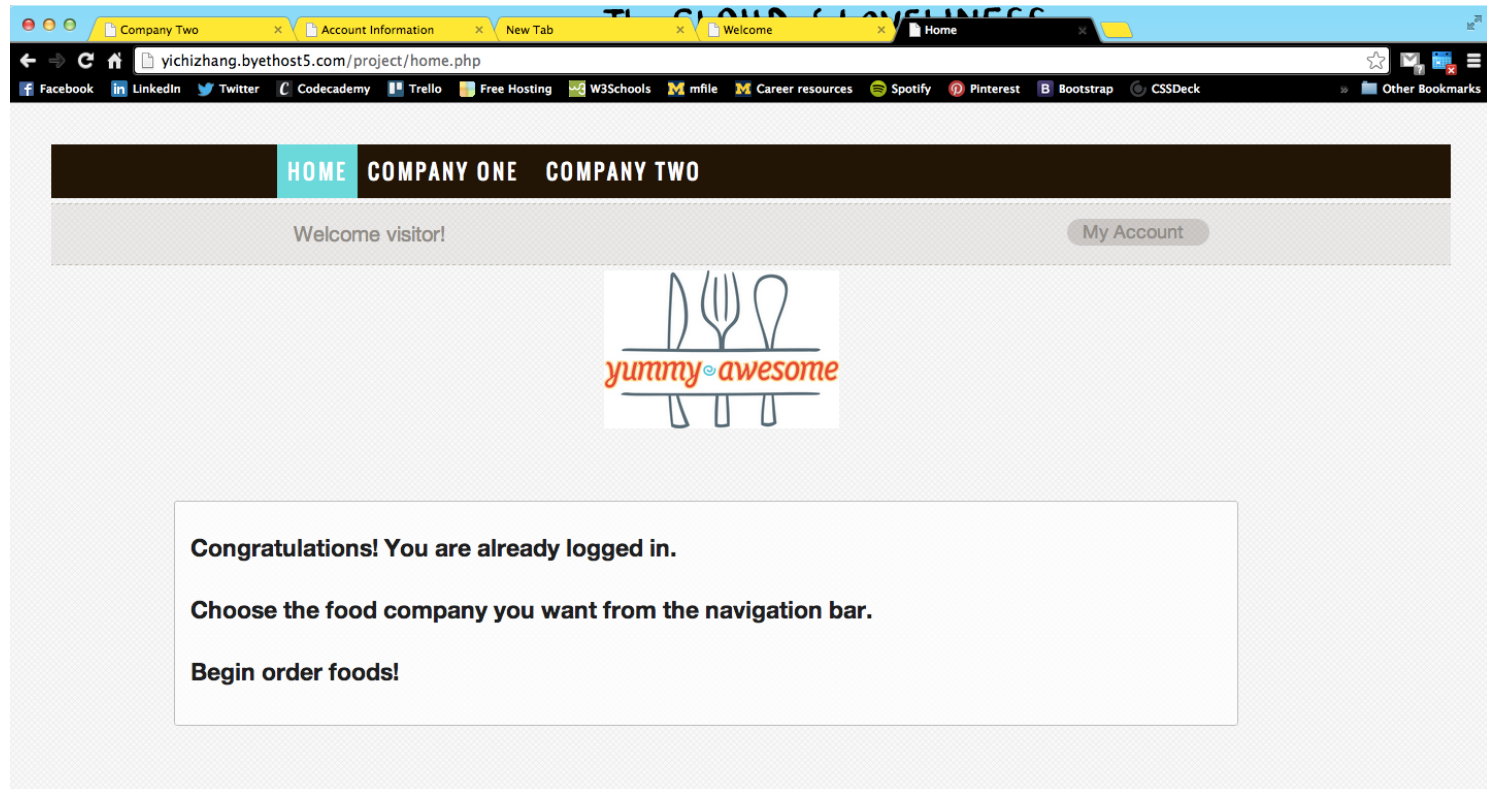 Company Two Account Information New Tab Welcome Home
yichizhang.byethost5.com/project/home.php
Facebook LinkedIn Twitter Codecademy Trello Free Hosting W3Schools mfile Career resources Spotify Pinterest Bootstrap CSSDeck » Other Bookmarks
HOME COMPANY ONE COMPANY TWO
Welcome visitor! My Account
yummy awesome
Congratulations! You are already logged in.
Choose the food company you want from the navigation bar.
Begin order foods!